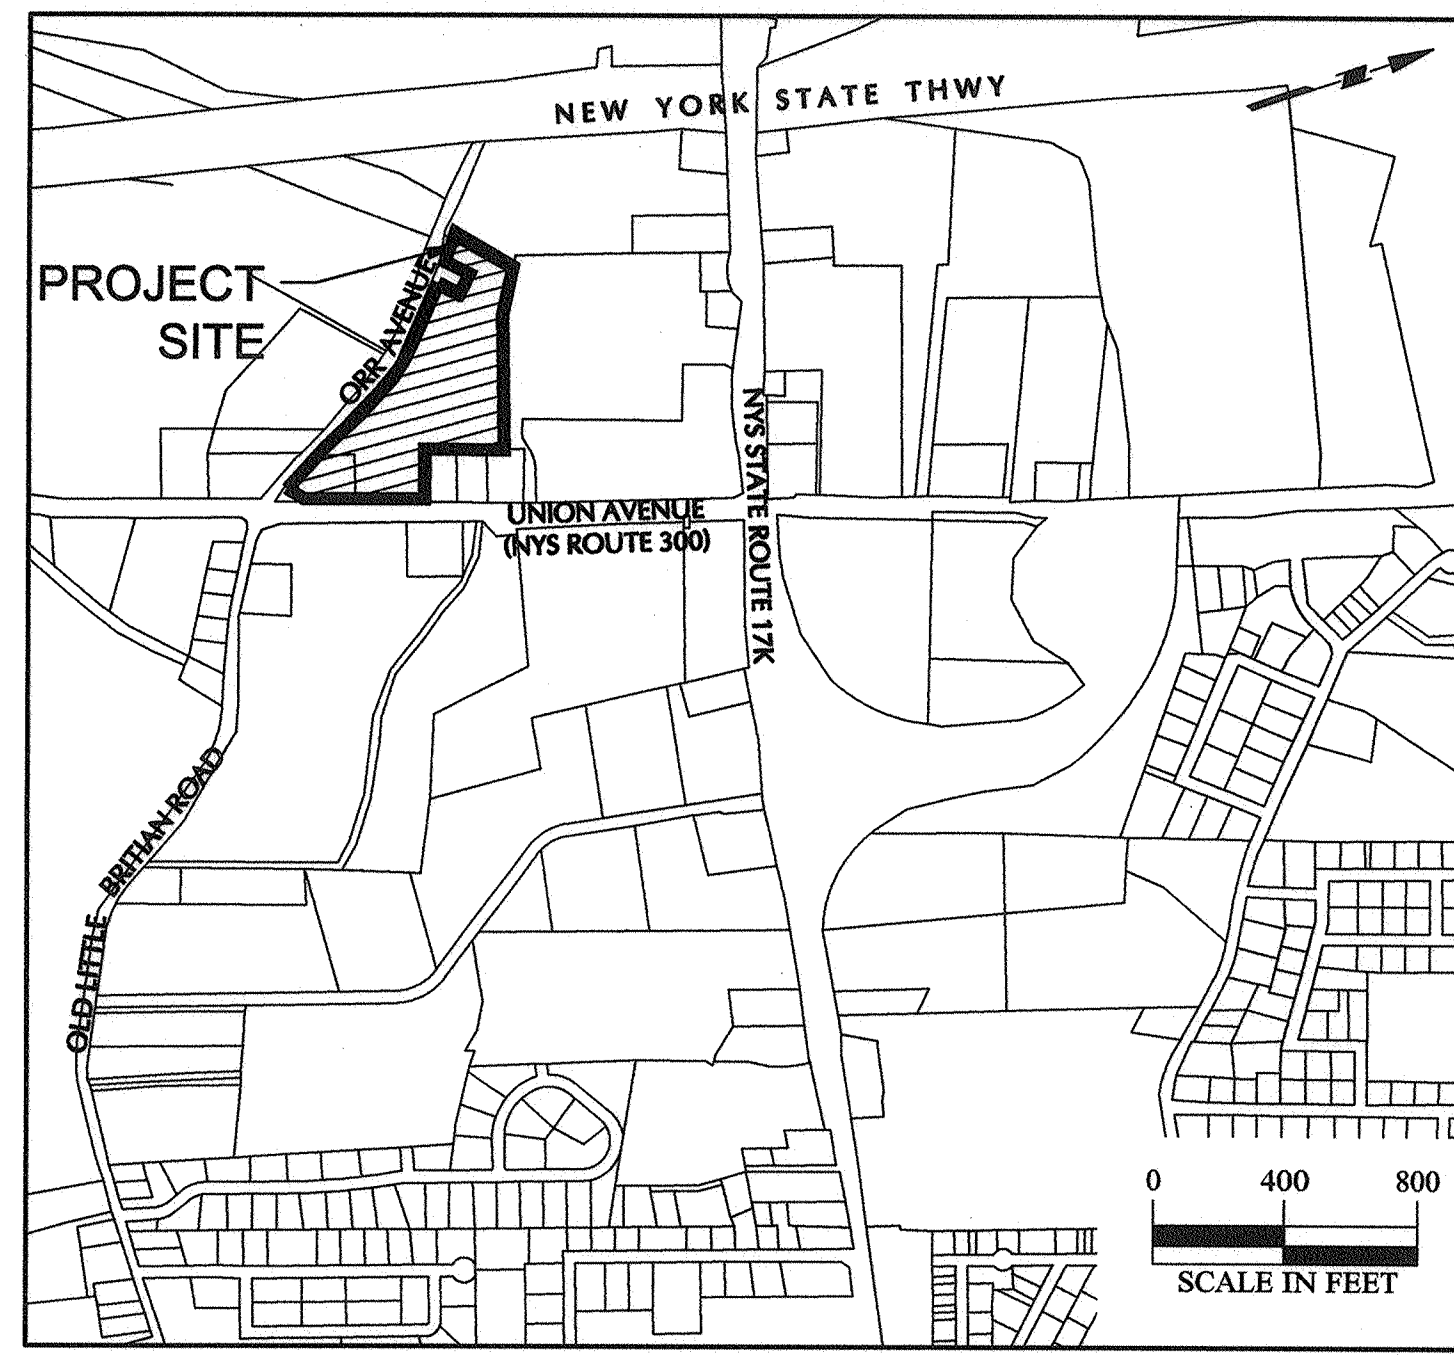 NEW YORK STATE THWY
PROJECT
SITE
ORR AVENUE
UNION AVENUE
(NYS ROUTE 300)
NYS STATE ROUTE 17K
OLD LITTLE BRITIAN ROAD
0 400 800
SCALE IN FEET